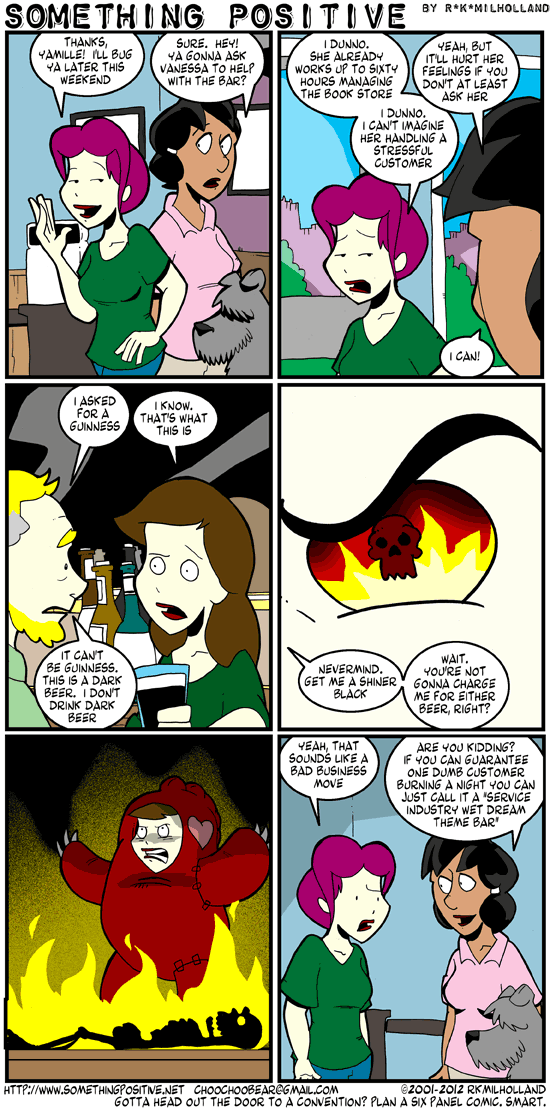 SOMETHING POSITIVE
BY R*K*MILHOLLAND
THANKS,
YAMILLE! I'LL BUG
YA LATER THIS
WEEKEND
SURE. HEY!
YA GONNA ASK
VANESSA TO HELP
WITH THE BAR?
I DUNNO.
SHE ALREADY
WORKS UP TO SIXTY
HOURS MANAGING
THE BOOK STORE
YEAH, BUT
IT'LL HURT HER
FEELINGS IF YOU
DON'T AT LEAST
ASK HER
I DUNNO.
I CAN'T IMAGINE
HER HANDLING A
STRESSFUL
CUSTOMER
I CAN!
I ASKED
FOR A
GUINNESS
I KNOW.
THAT'S WHAT
THIS IS
IT CAN'T
BE GUINNESS.
THIS IS A DARK
BEER. I DON'T
DRINK DARK
BEER
NEVERMIND.
GET ME A SHINER
BLACK
WAIT.
YOU'RE NOT
GONNA CHARGE
ME FOR EITHER
BEER, RIGHT?
YEAH, THAT
SOUNDS LIKE A
BAD BUSINESS
MOVE
ARE YOU KIDDING?
IF YOU CAN GUARANTEE
ONE DUMB CUSTOMER
BURNING A NIGHT YOU CAN
JUST CALL IT A "SERVICE
INDUSTRY WET DREAM
THEME BAR"
HTTP://WWW.SOMETHINGPOSITIVE.NET CHOOCHOOBEAR@GMAIL.COM ©2001-2012 RKMILHOLLAND
GOTTA HEAD OUT THE DOOR TO A CONVENTION? PLAN A SIX PANEL COMIC. SMART.